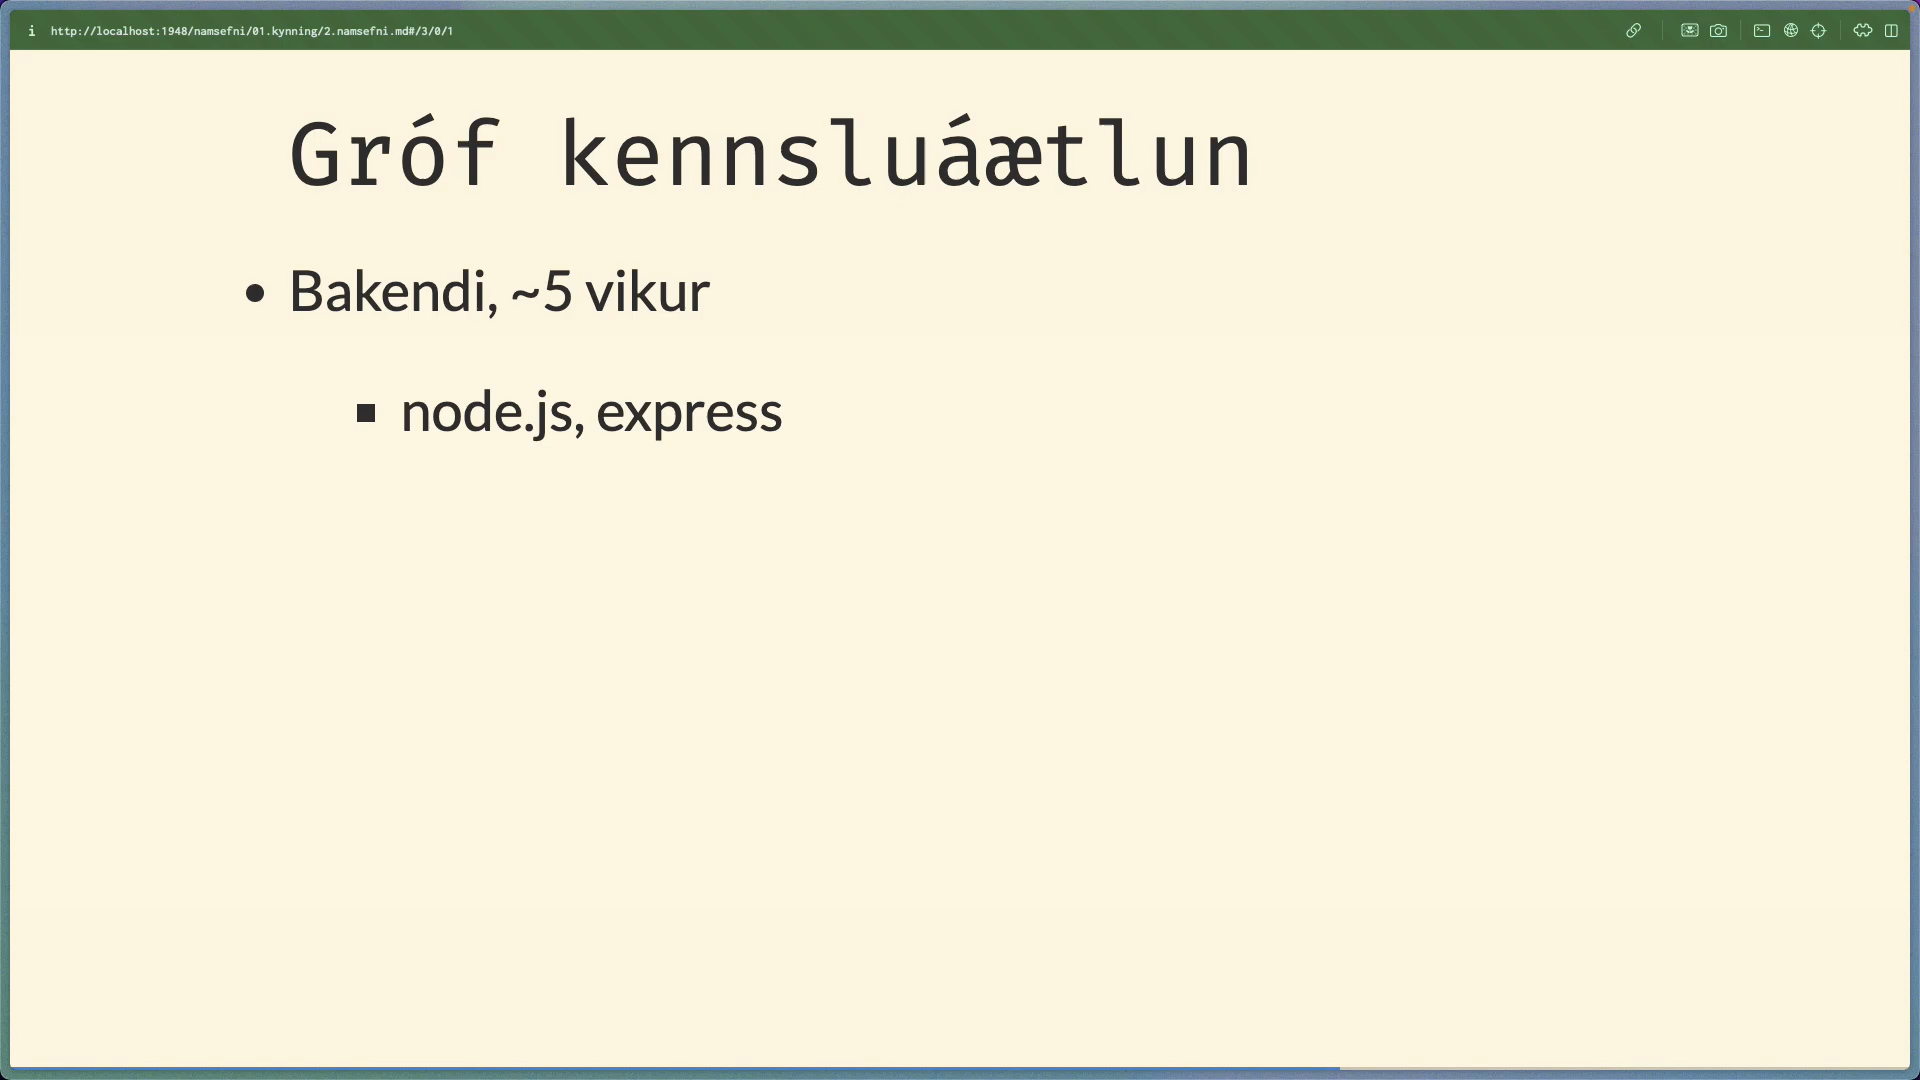 i http://localhost:1948/namsefni/01.kynning/2.namsefni.md#/3/0/1
Gróf kennsluáætlun
Bakendi, ~5 vikur
node.js, express